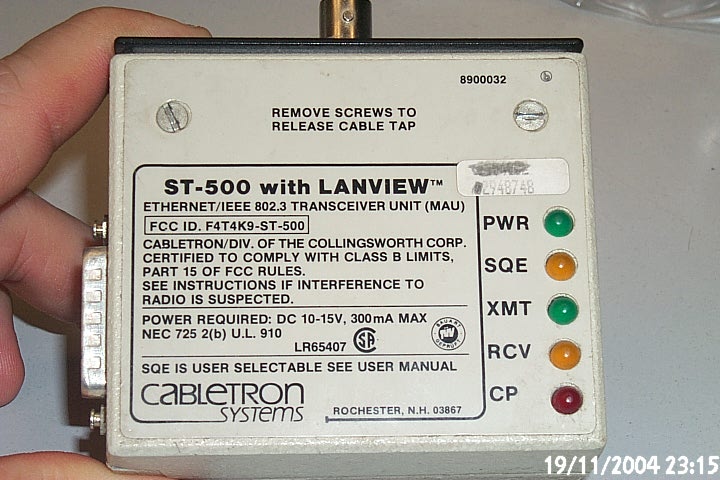 8900032
REMOVE SCREWS TO
RELEASE CABLE TAP
ST-500 with LANVIEW™
ETHERNET/IEEE 802.3 TRANSCEIVER UNIT (MAU)
FCC ID. F4T4K9-ST-500
CABLETRON/DIV. OF THE COLLINGSWORTH CORP.
CERTIFIED TO COMPLY WITH CLASS B LIMITS,
PART 15 OF FCC RULES.
SEE INSTRUCTIONS IF INTERFERENCE TO
RADIO IS SUSPECTED.
POWER REQUIRED: DC 10-15V, 300mA MAX
NEC 725 2(b) U.L. 910
LR65407 SA
BAUART
TÜV
GEPRÜFT
SQE IS USER SELECTABLE SEE USER MANUAL
CABLETRON
SYSTEMS
ROCHESTER, N.H. 03867
PWR
SQE
XMT
RCV
CP
19/11/2004 23:15